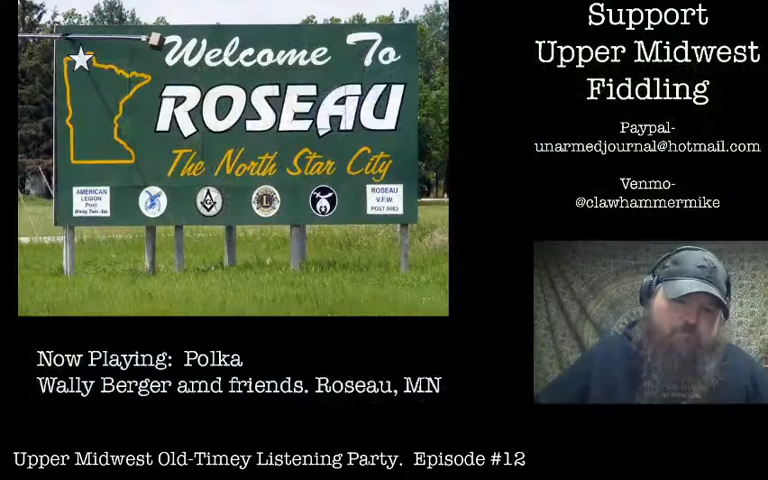 Welcome To
ROSEAU
The North Star City
AMERICAN
LEGION
Post
ROSEAU
V.F.W.
L
Support
Upper Midwest
Fiddling
Paypal-
unarmedjournal@hotmail.com
Venmo-
@clawhammermike
Now Playing:  Polka
Wally Berger amd friends. Roseau, MN
Upper Midwest Old-Timey Listening Party.  Episode #12